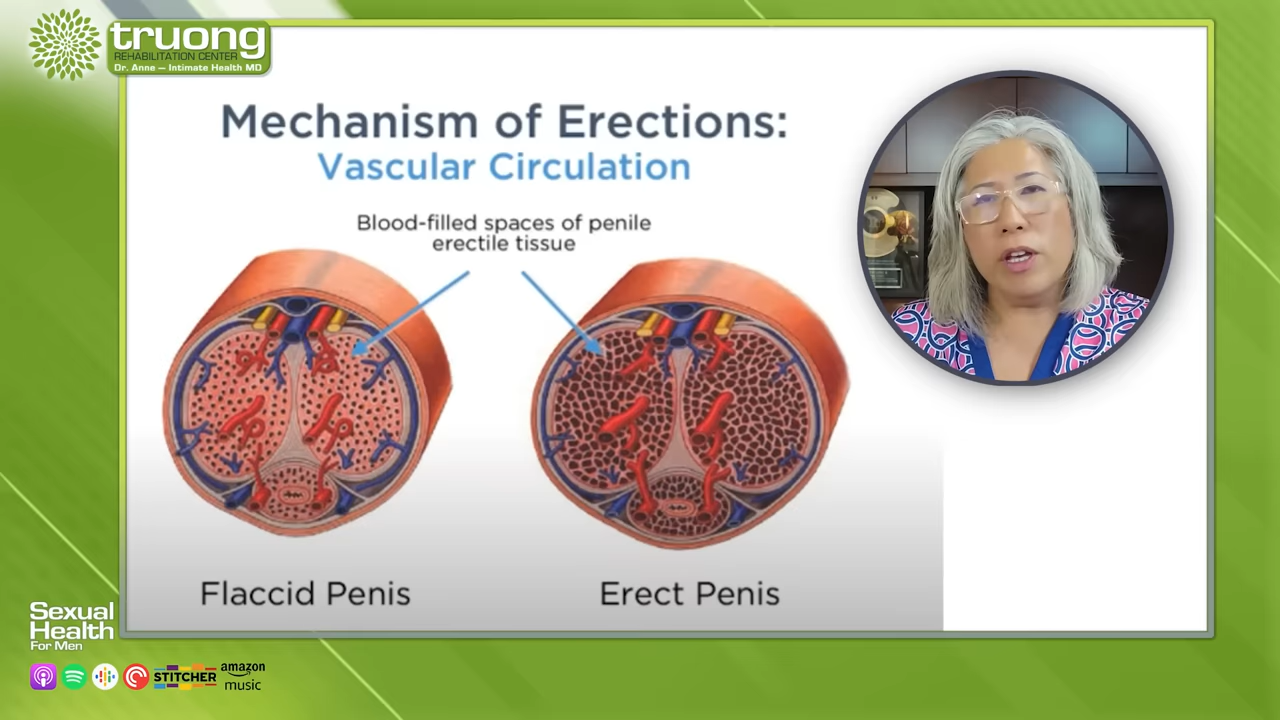 truong
REHABILITATION CENTER
Dr. Anne – Intimate Health MD
Mechanism of Erections:
Vascular Circulation
Blood-filled spaces of penile
erectile tissue
Flaccid Penis
Erect Penis
Sexual
Health
For Men
STITCHER
amazon
music